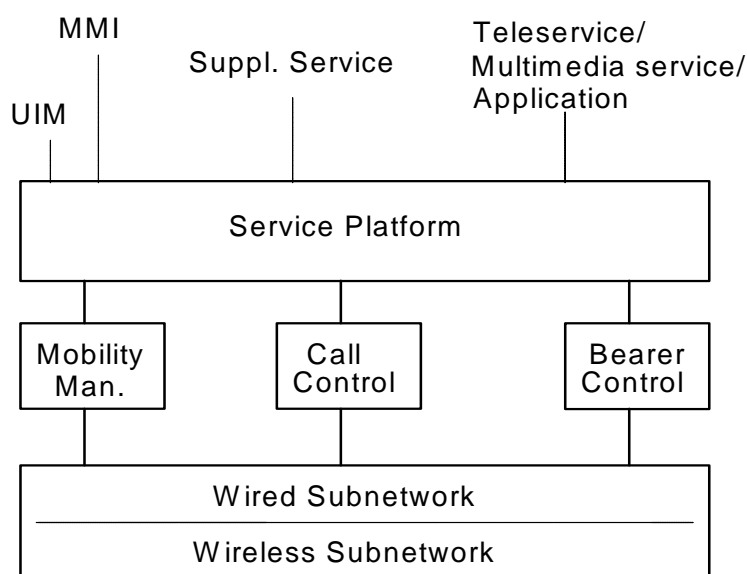 MMI
Teleservice/
Suppl. Service
Multimedia service/
Application
UIM
Service Platform
Mobility
Man.
Call
Control
Bearer
Control
Wired Subnetwork
Wireless Subnetwork